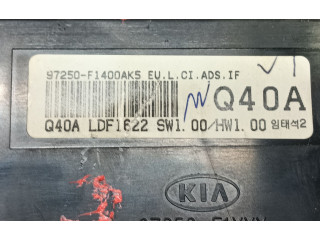 97250-F1400AK5 EU.L.CI.ADS.IF
Q40A
Q40A LDF1622 SW1.00/HW1.00 임태석2
KIA